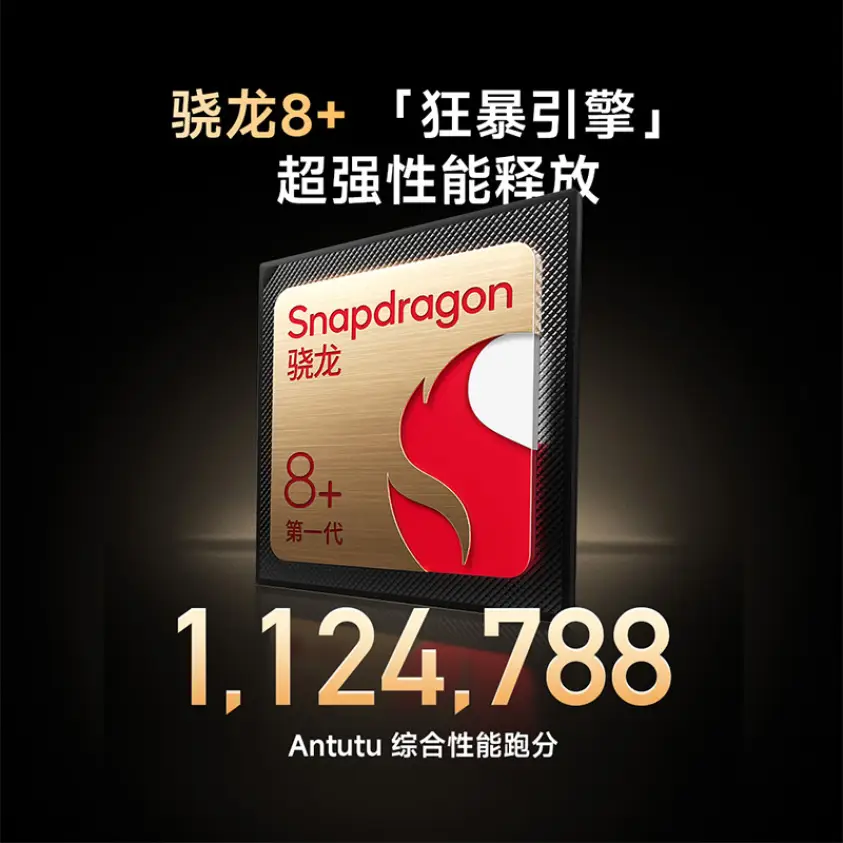 骁龙8+ 「狂暴引擎」
超强性能释放
Snapdragon
骁龙
8+
第一代
1,124,788
Antutu 综合性能跑分